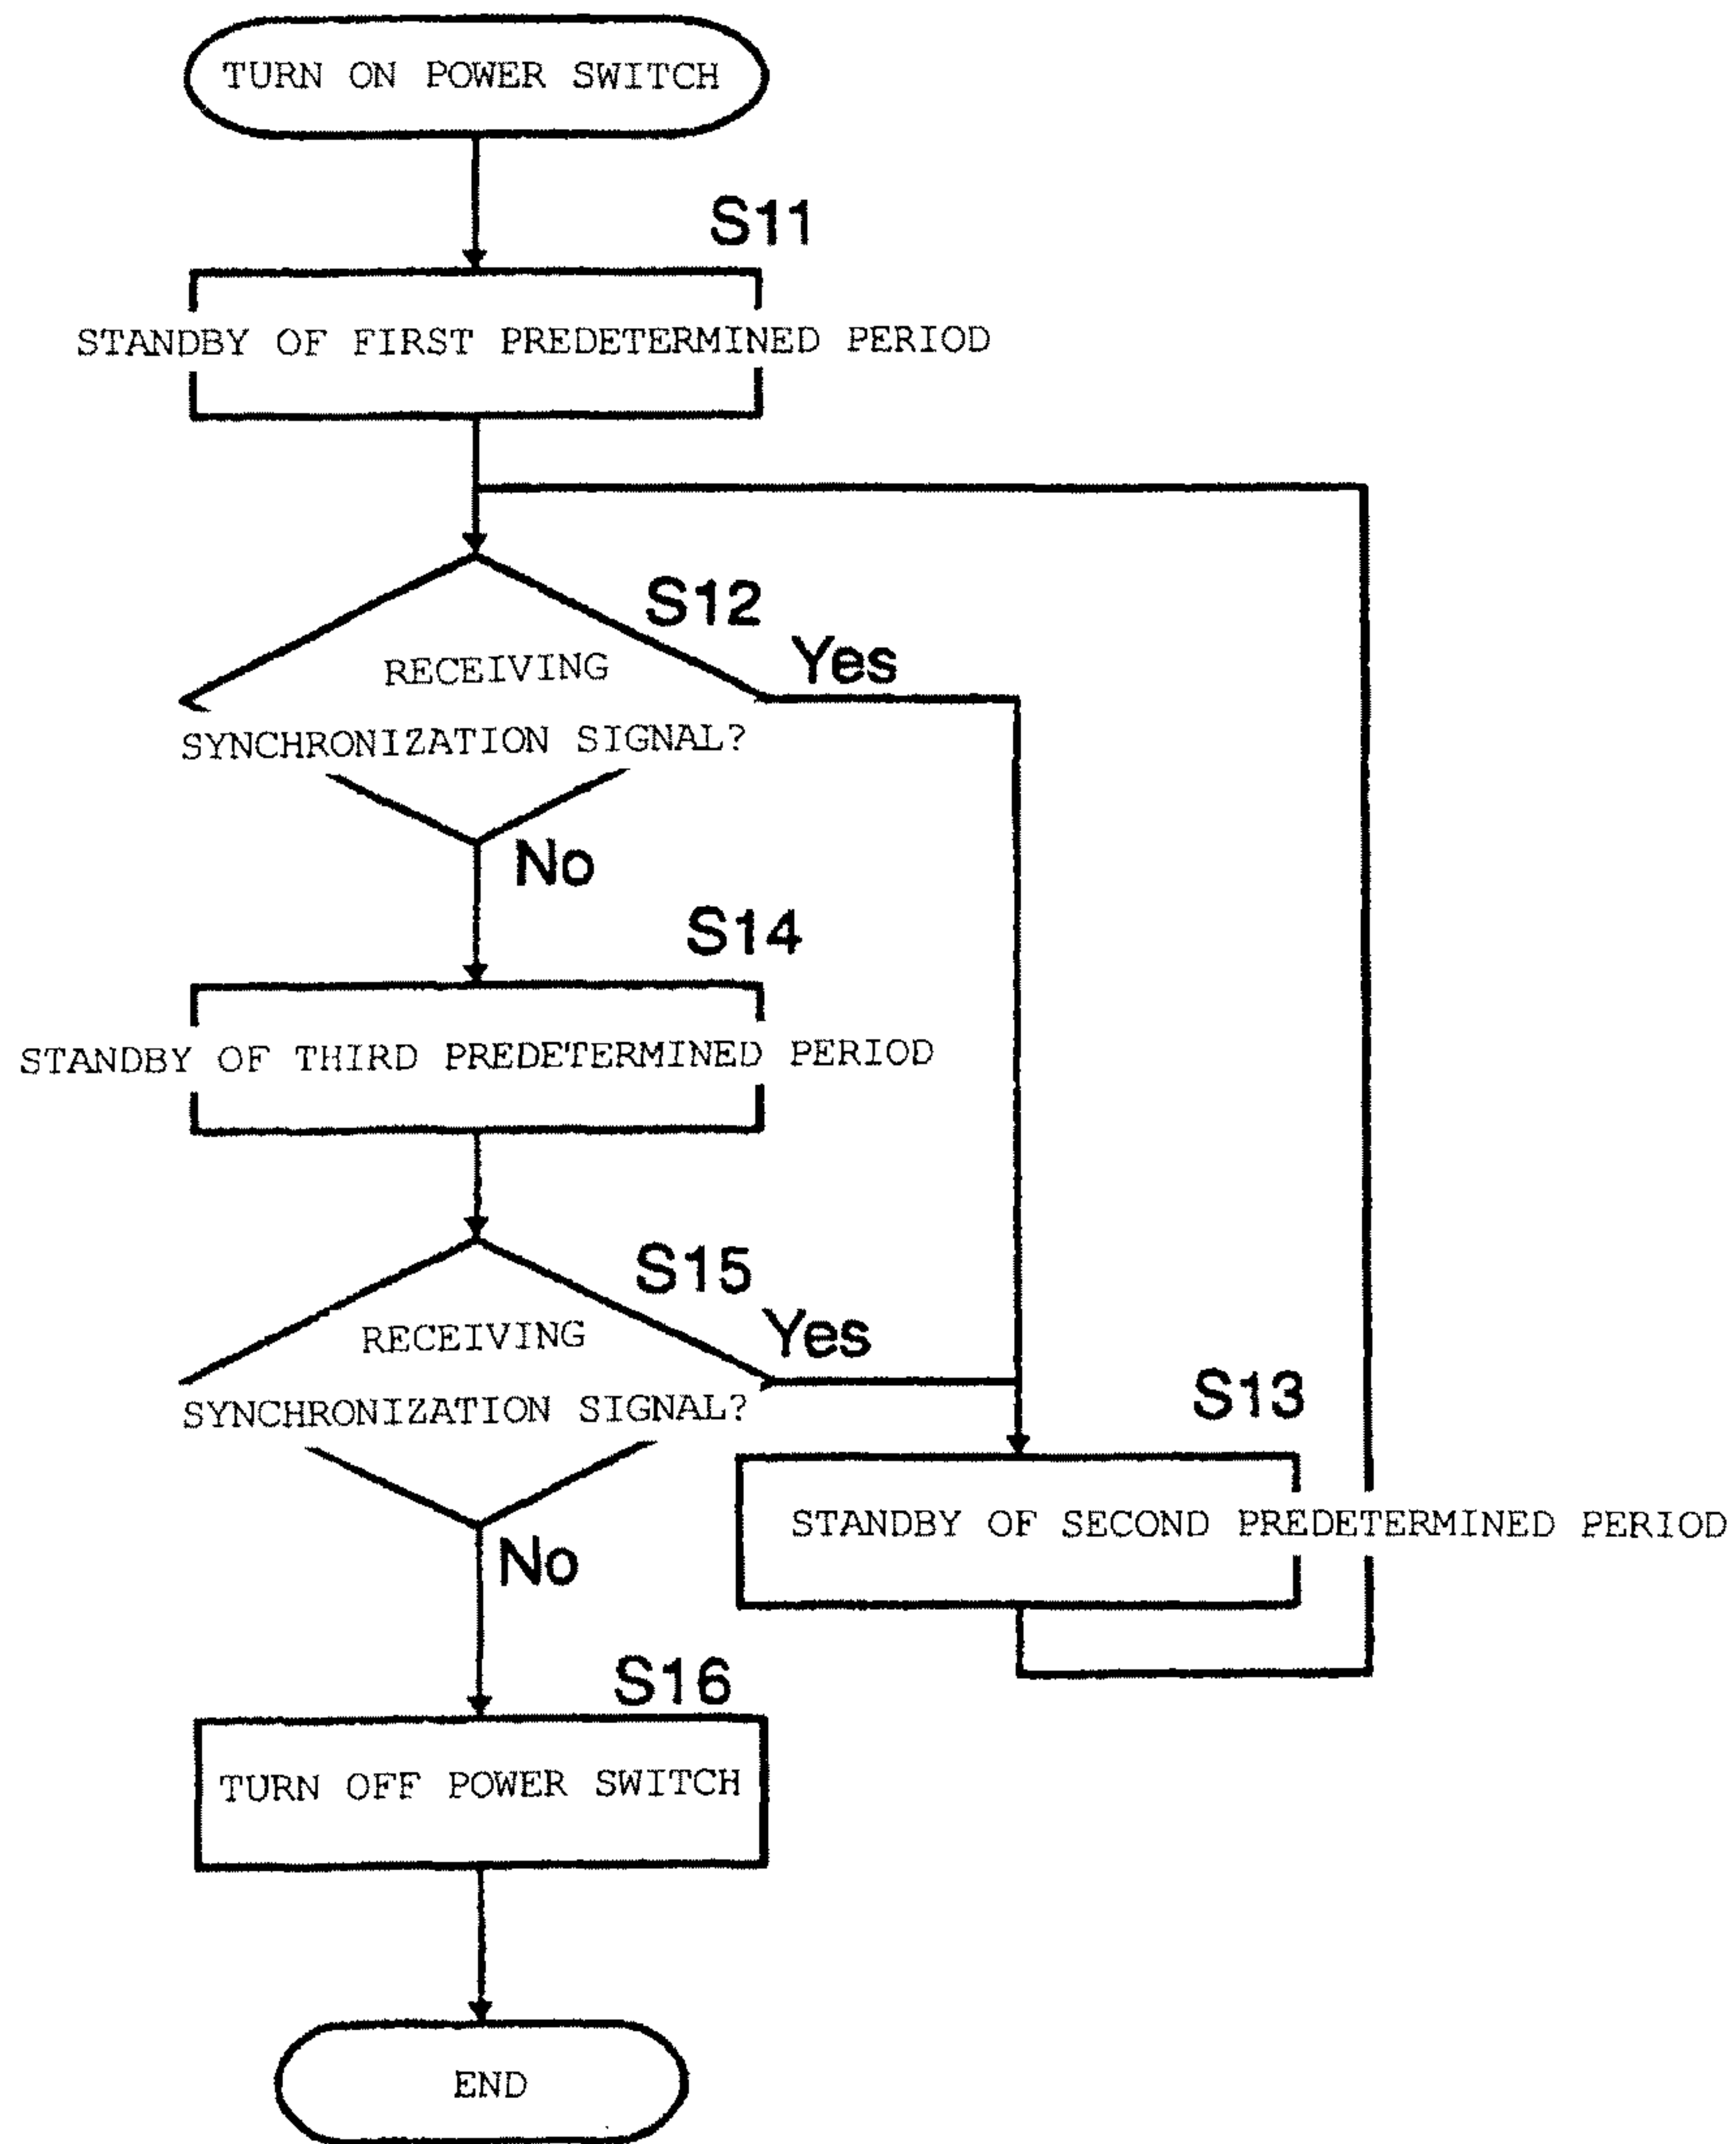 TURN ON POWER SWITCH
S11
STANDBY OF FIRST PREDETERMINED PERIOD
S12
Yes
RECEIVING
SYNCHRONIZATION SIGNAL?
No
S14
STANDBY OF THIRD PREDETERMINED PERIOD
S15
Yes
RECEIVING
SYNCHRONIZATION SIGNAL?
No
S13
STANDBY OF SECOND PREDETERMINED PERIOD
S16
TURN OFF POWER SWITCH
END